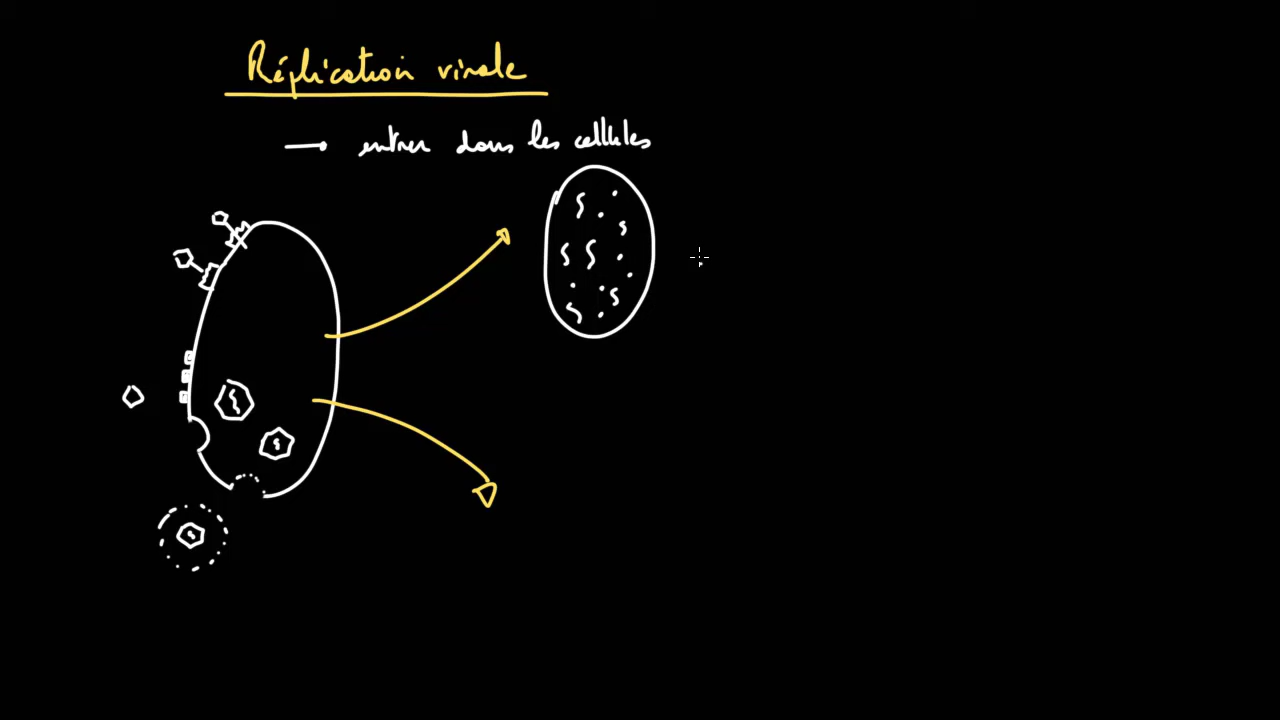 Réplication virale
→ entrer dans les cellules